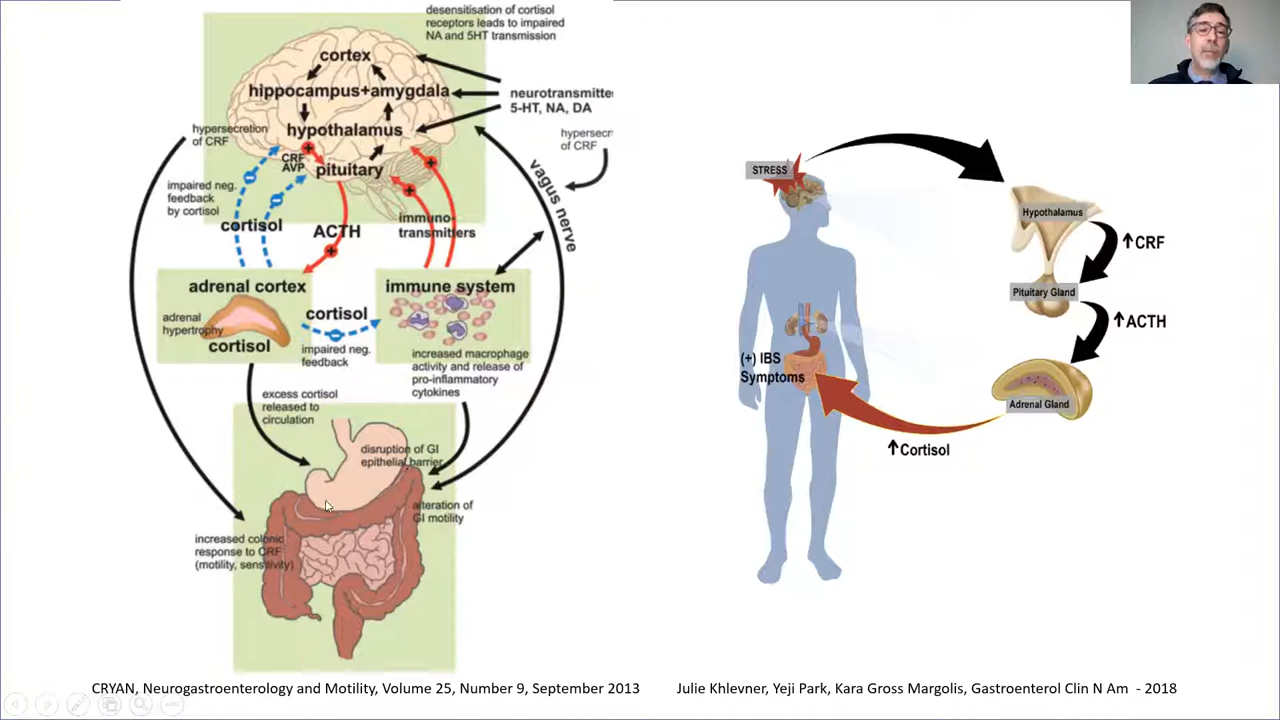 desensitisation of cortisol
receptors leads to impaired
NA and 5HT transmission
cortex
hippocampus+amygdala
neurotransmitte
5-HT, NA, DA
hypersecretion
of CRF
hypothalamus
hypersecr
of CRF
CRF
AVP
pituitary
vagus nerve
impaired neg.
feedback
by cortisol
cortisol
ACTH
immuno-
transmitters
adrenal cortex
immune system
adrenal
hypertrophy
cortisol
cortisol
impaired neg.
feedback
increased macrophage
activity and release of
pro-inflammatory
cytokines
excess cortisol
released to
circulation
disruption of GI
epithelial barrier
alteration of
GI motility
increased colonic
response to CRF
(motility, sensitivity)
STRESS
Hypothalamus
↑CRF
Pituitary Gland
↑ACTH
(+) IBS
Symptoms
Adrenal Gland
↑Cortisol
CRYAN, Neurogastroenterology and Motility, Volume 25, Number 9, September 2013
Julie Khlevner, Yeji Park, Kara Gross Margolis, Gastroenterol Clin N Am - 2018